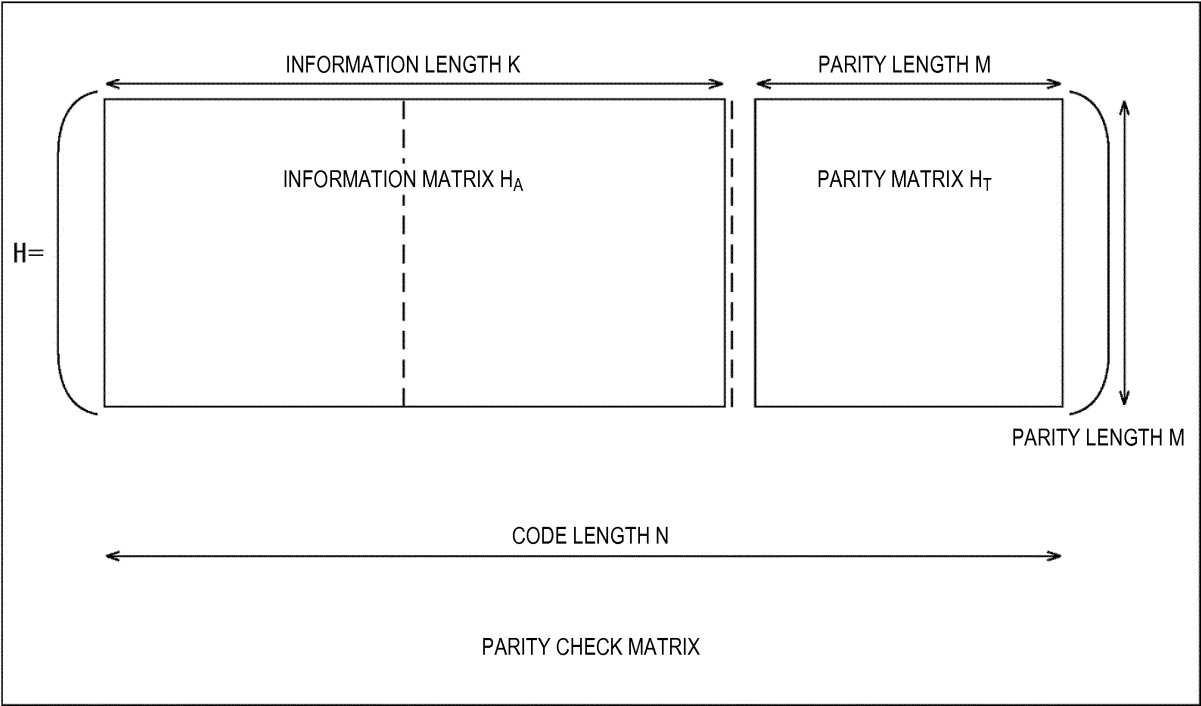 INFORMATION LENGTH K
PARITY LENGTH M
INFORMATION MATRIX HA
PARITY MATRIX HT
H=
PARITY LENGTH M
CODE LENGTH N
PARITY CHECK MATRIX